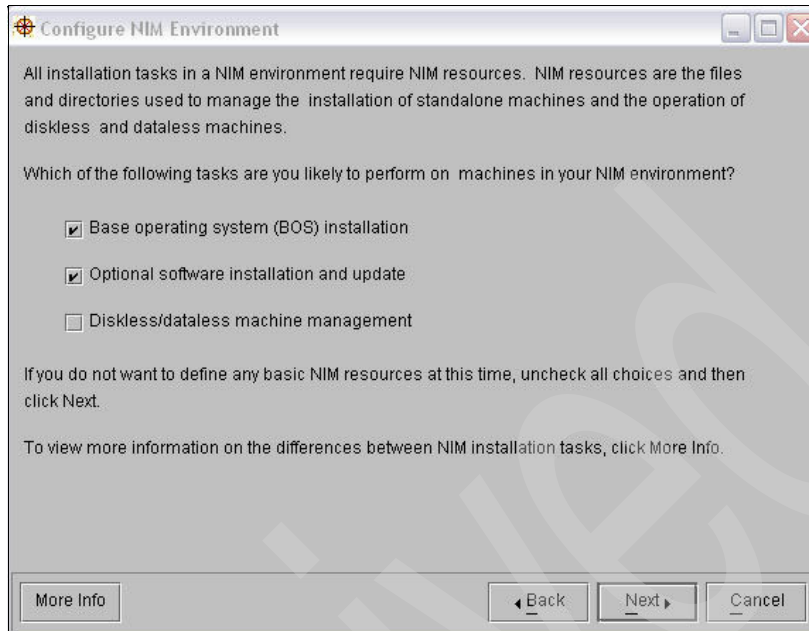 Configure NIM Environment
All installation tasks in a NIM environment require NIM resources. NIM resources are the files
and directories used to manage the installation of standalone machines and the operation of
diskless and dataless machines.
Which of the following tasks are you likely to perform on machines in your NIM environment?
Base operating system (BOS) installation
Optional software installation and update
Diskless/dataless machine management
If you do not want to define any basic NIM resources at this time, uncheck all choices and then
click Next.
To view more information on the differences between NIM installation tasks, click More Info.
More Info
Back
Next
Cancel